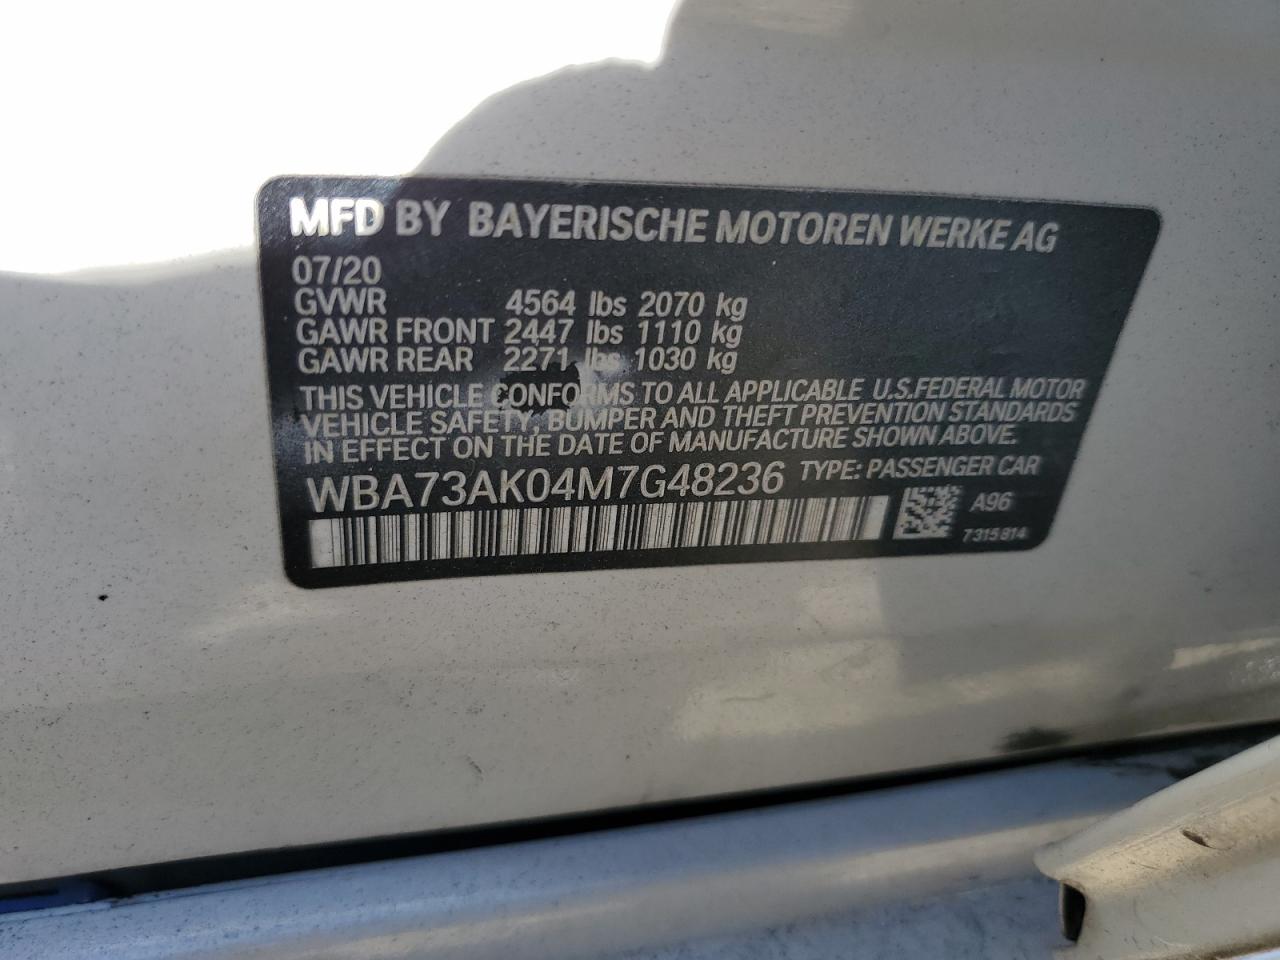 MFD BY BAYERISCHE MOTOREN WERKE AG
07/20
GVWR 4564 lbs 2070 kg
GAWR FRONT 2447 lbs 1110 kg
GAWR REAR 2271 lbs 1030 kg
THIS VEHICLE CONFORMS TO ALL APPLICABLE U.S.FEDERAL MOTOR
VEHICLE SAFETY, BUMPER AND THEFT PREVENTION STANDARDS
IN EFFECT ON THE DATE OF MANUFACTURE SHOWN ABOVE.
WBA73AK04M7G48236 TYPE: PASSENGER CAR
A96
7315814